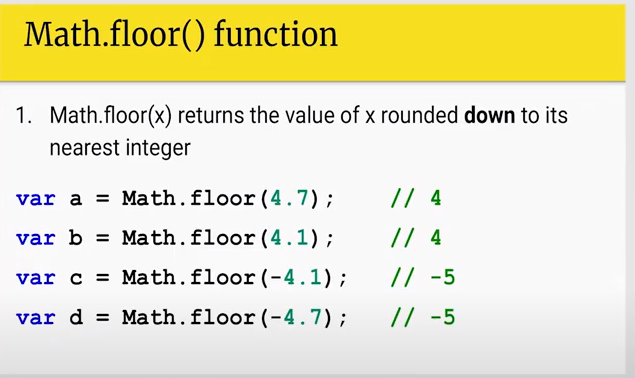 Math.floor() function
1. Math.floor(x) returns the value of x rounded down to its
nearest integer
var a = Math.floor(4.7); // 4
var b = Math.floor(4.1); // 4
var c = Math.floor(-4.1); // -5
var d = Math.floor(-4.7); // -5